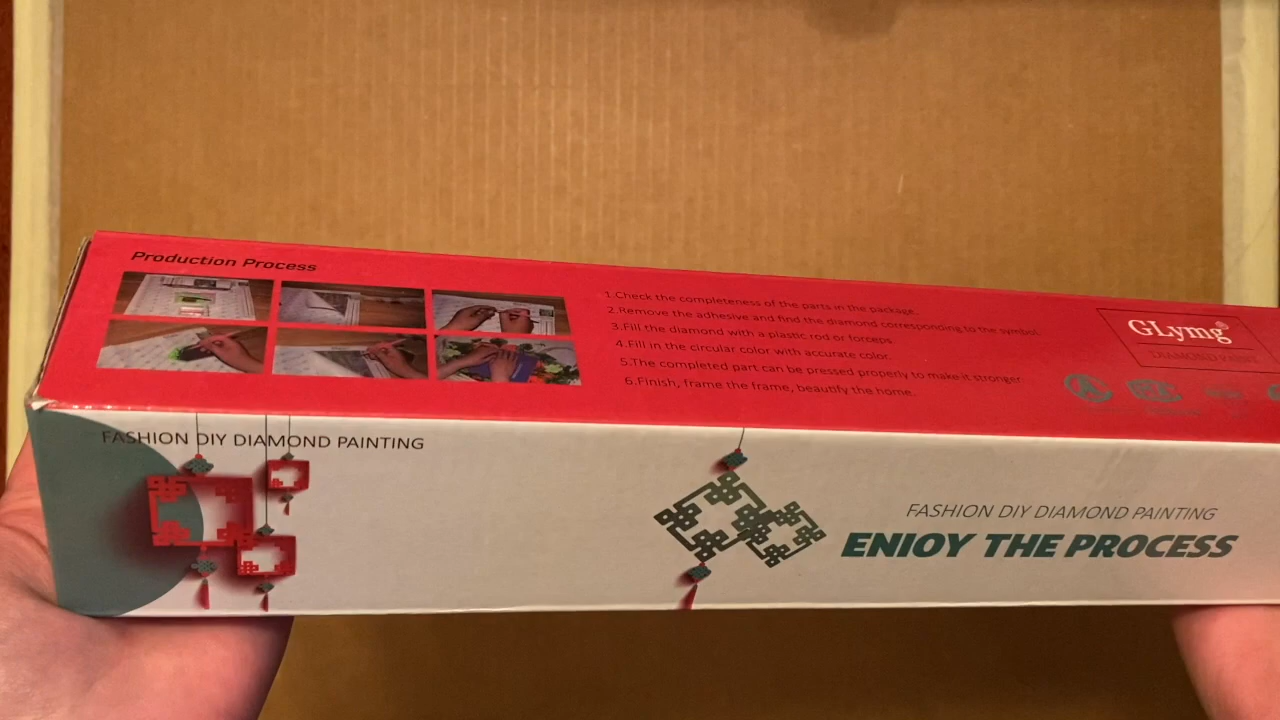 Production Process
1.Check the completeness of the parts in the package.
2.Remove the adhesive and find the diamond corresponding to the symbol.
3.Fill the diamond with a plastic rod or forceps
4.Fill in the circular color with accurate color.
5.The completed part can be pressed properly to make it stronger
6.Finish, frame the frame, beautify the home.
GLymg®
DIAMOND PAINT
FASHION DIY DIAMOND PAINTING
FASHION DIY DIAMOND PAINTING
ENJOY THE PROCESS